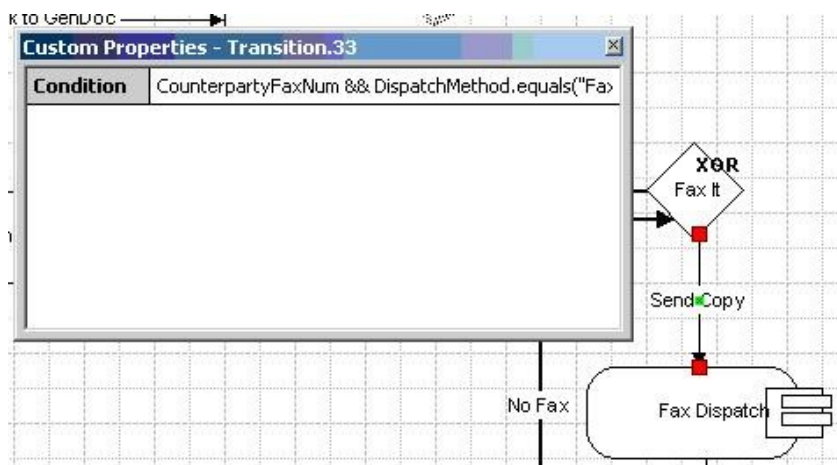 k to GenDoc
Custom Properties - Transition.33
Condition CounterpartyFaxNum && DispatchMethod.equals("Fa
XOR
Fax It
Send Copy
No Fax
Fax Dispatch